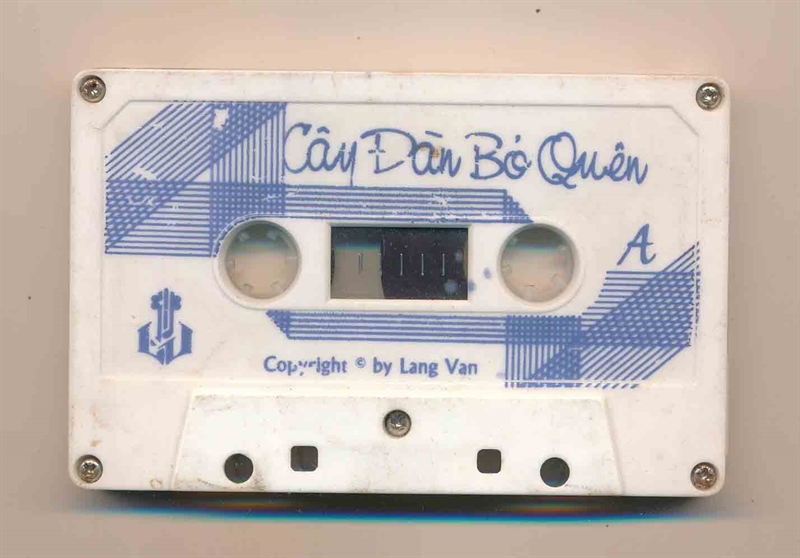 Cây Đàn Bỏ Quên
A
Copyright © by Lang Van